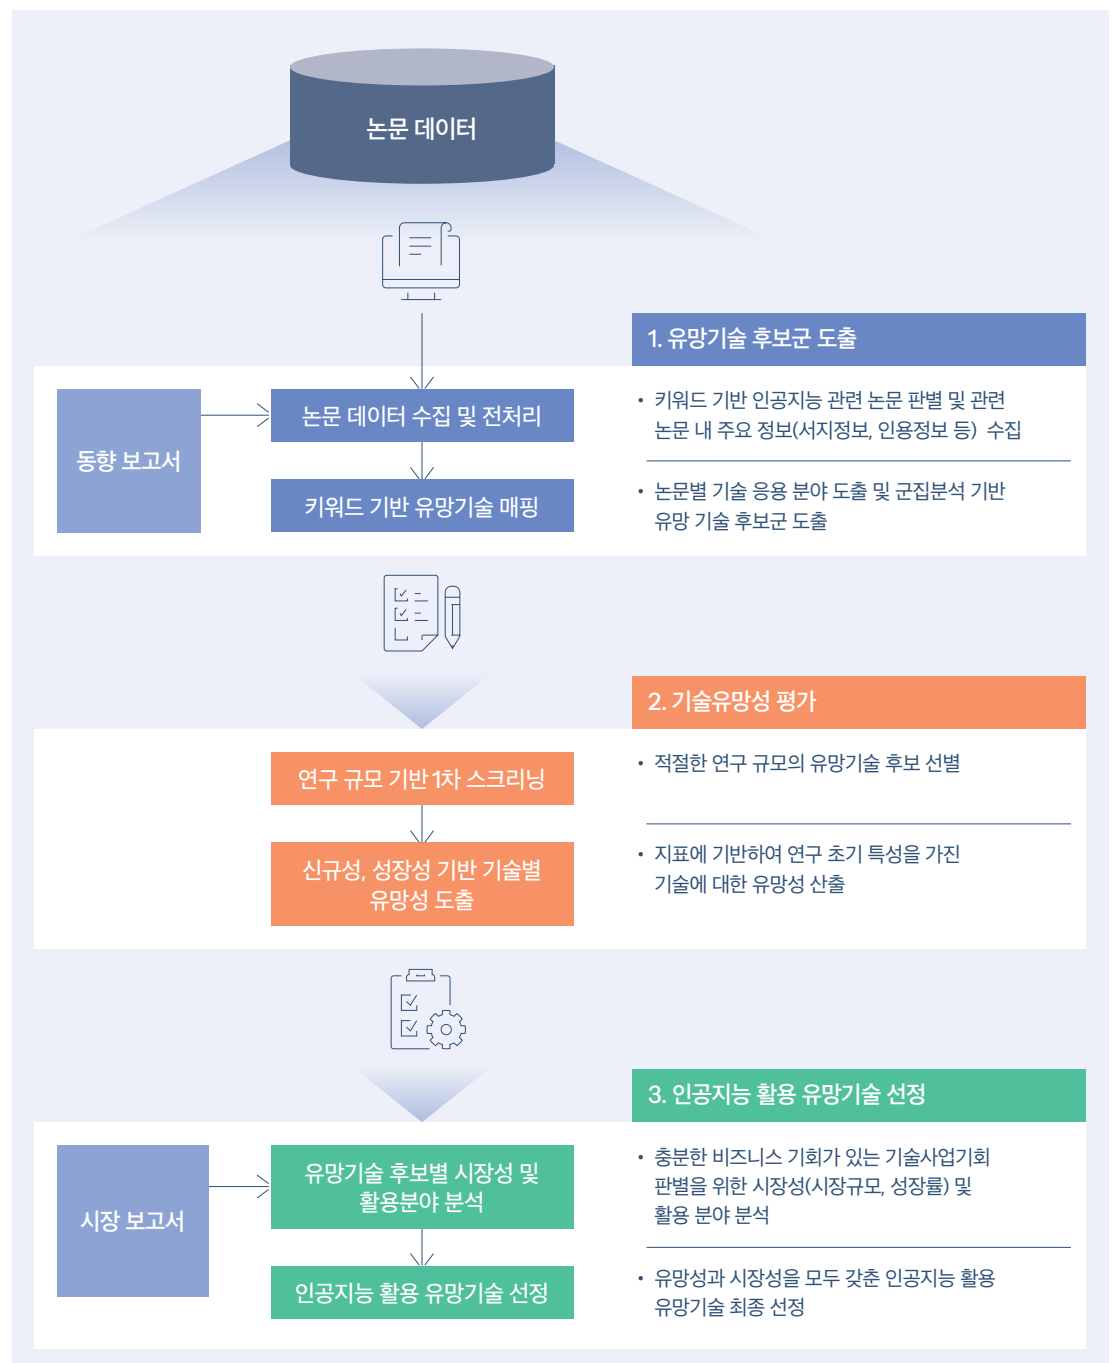 논문 데이터
1. 유망기술 후보군 도출
동향 보고서
논문 데이터 수집 및 전처리
키워드 기반 유망기술 매핑
• 키워드 기반 인공지능 관련 논문 판별 및 관련
논문 내 주요 정보(서지정보, 인용정보 등) 수집
• 논문별 기술 응용 분야 도출 및 군집분석 기반
유망 기술 후보군 도출
2. 기술유망성 평가
연구 규모 기반 1차 스크리닝
신규성, 성장성 기반 기술별
유망성 도출
• 적절한 연구 규모의 유망기술 후보 선별
• 지표에 기반하여 연구 초기 특성을 가진
기술에 대한 유망성 산출
3. 인공지능 활용 유망기술 선정
시장 보고서
유망기술 후보별 시장성 및
활용분야 분석
인공지능 활용 유망기술 선정
• 충분한 비즈니스 기회가 있는 기술사업기회
판별을 위한 시장성(시장규모, 성장률) 및
활용 분야 분석
• 유망성과 시장성을 모두 갖춘 인공지능 활용
유망기술 최종 선정